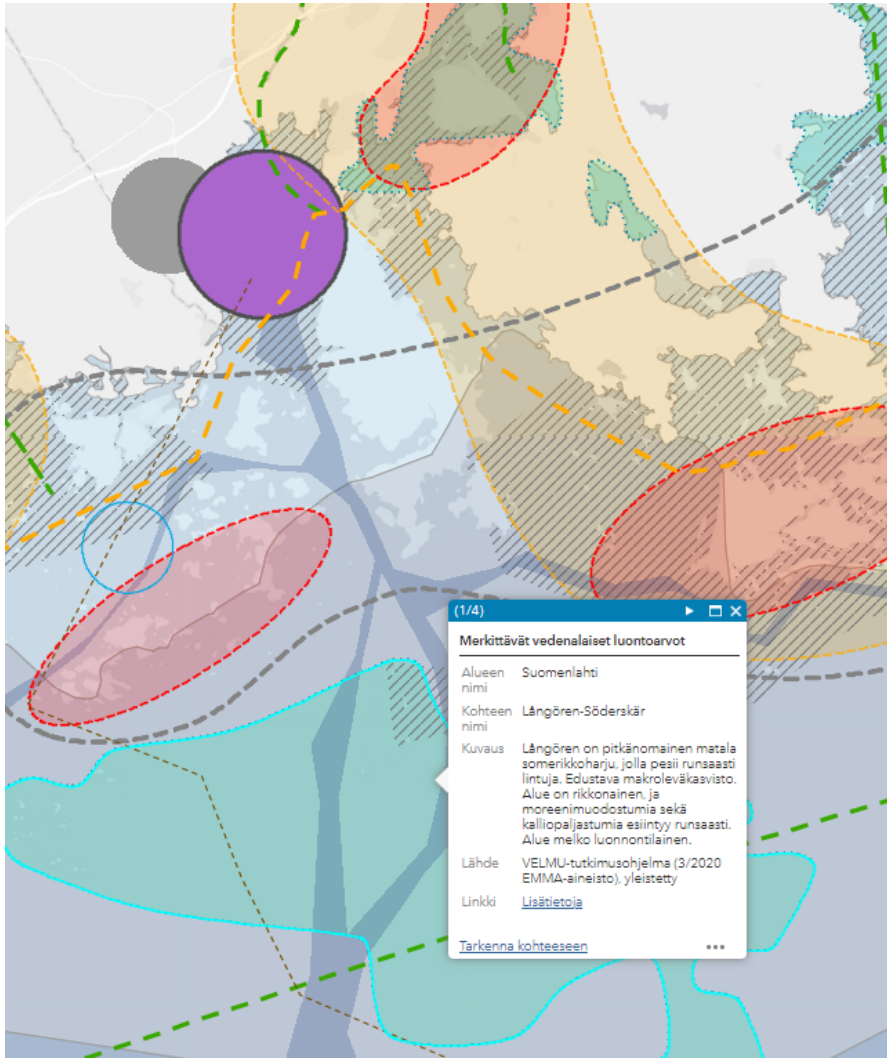 (1/4)
Merkittävät vedenalaiset luontoarvot
Alueen nimi Suomenlahti
Kohteen nimi Långören-Söderskär
Kuvaus Långören on pitkänomainen matala
somerikkoharju, jolla pesii runsaasti
lintuja. Edustava makroleväkasvisto.
Alue on rikkonainen, ja
moreenimuodostumia sekä
kalliopaljastumia esiintyy runsaasti.
Alue melko luonnontilainen.
Lähde VELMU-tutkimusohjelma (3/2020
EMMA-aineisto), yleistetty
Linkki Lisätietoja
Tarkenna kohteeseen